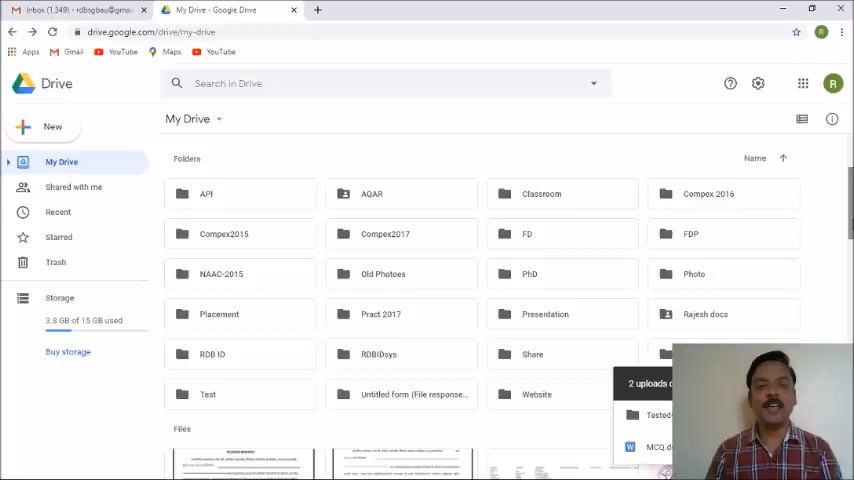 Inbox (1,349) - rdbsgbau@gmai
My Drive - Google Drive
drive.google.com/drive/my-drive
R
Apps
Gmail
YouTube
Maps
YouTube
Drive
Search in Drive
R
New
My Drive
My Drive
Shared with me
Recent
Starred
Trash
Storage
3.8 GB of 15 GB used
Buy storage
Folders
Name
API
AQAR
Classroom
Compex 2016
Compex2015
Compex2017
FD
FDP
NAAC-2015
Old Photoes
PhD
Photo
Placement
Pract 2017
Presentation
Rajesh docs
RDB ID
RDBIDsys
Share
Test
Untitled form (File response...
Website
Files
2 uploads c
Tested
W
MCQ.d